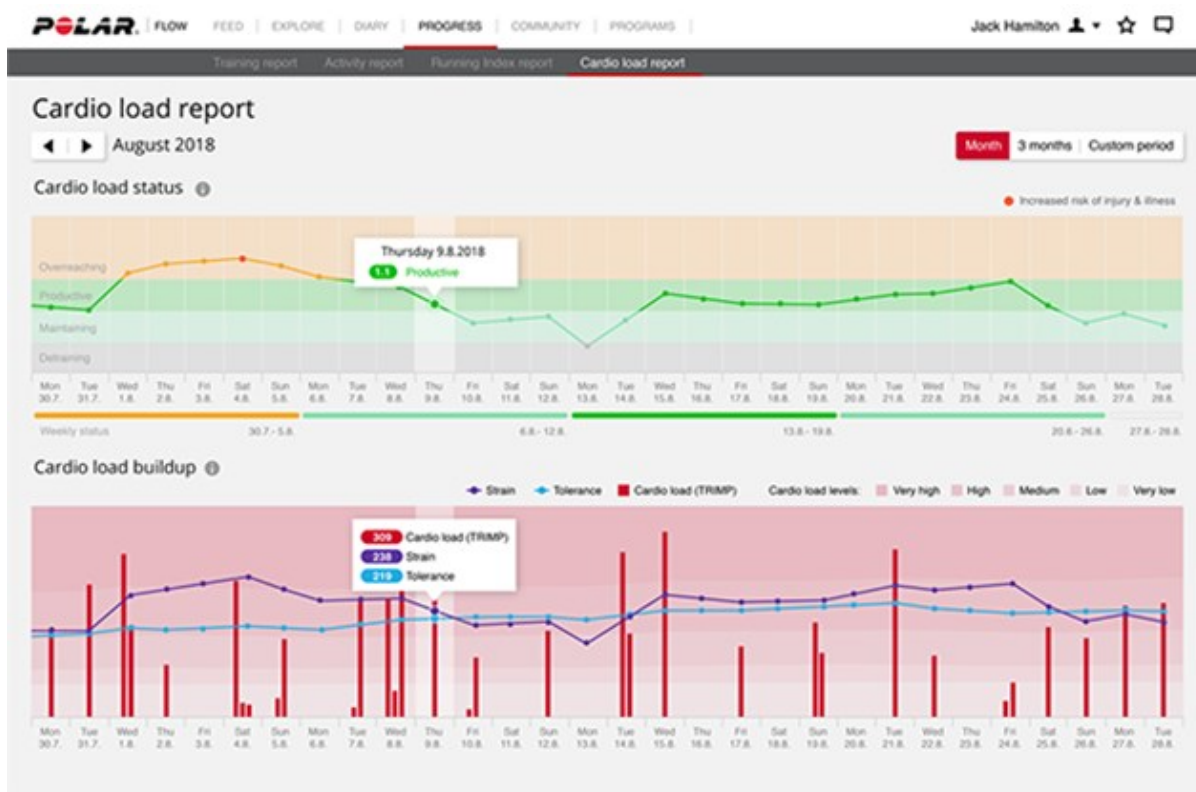 POLAR. FLOW FEED EXPLORE DIARY PROGRESS COMMUNITY PROGRAMS Jack Hamilton
Training report Activity report Running Index report Cardio load report
Cardio load report
August 2018 Month 3 months Custom period
Cardio load status
Increased risk of injury & illness
Thursday 9.8.2018
1.1 Productive
Overreaching
Productive
Maintaining
Detraining
Mon Tue Wed Thu Fri Sat Sun Mon Tue Wed Thu Fri Sat Sun Mon Tue Wed Thu Fri Sat Sun Mon Tue Wed Thu Fri Sat Sun Mon Tue
30.7. 31.7. 1.8. 2.8. 3.8. 4.8. 5.8. 6.8. 7.8. 8.8. 9.8. 10.8. 11.8. 12.8. 13.8. 14.8. 15.8. 16.8. 17.8. 18.8. 19.8. 20.8. 21.8. 22.8. 23.8. 24.8. 25.8. 26.8. 27.8. 28.8.
Weekly status 30.7.- 5.8. 6.8.- 12.8. 13.8.- 19.8. 20.8.- 26.8. 27.8.- 28.8.
Cardio load buildup
Strain Tolerance Cardio load (TRIMP) Cardio load levels: Very high High Medium Low Very low
309 Cardio load (TRIMP)
238 Strain
219 Tolerance
Mon Tue Wed Thu Fri Sat Sun Mon Tue Wed Thu Fri Sat Sun Mon Tue Wed Thu Fri Sat Sun Mon Tue Wed Thu Fri Sat Sun Mon Tue
30.7. 31.7. 1.8. 2.8. 3.8. 4.8. 5.8. 6.8. 7.8. 8.8. 9.8. 10.8. 11.8. 12.8. 13.8. 14.8. 15.8. 16.8. 17.8. 18.8. 19.8. 20.8. 21.8. 22.8. 23.8. 24.8. 25.8. 26.8. 27.8. 28.8.